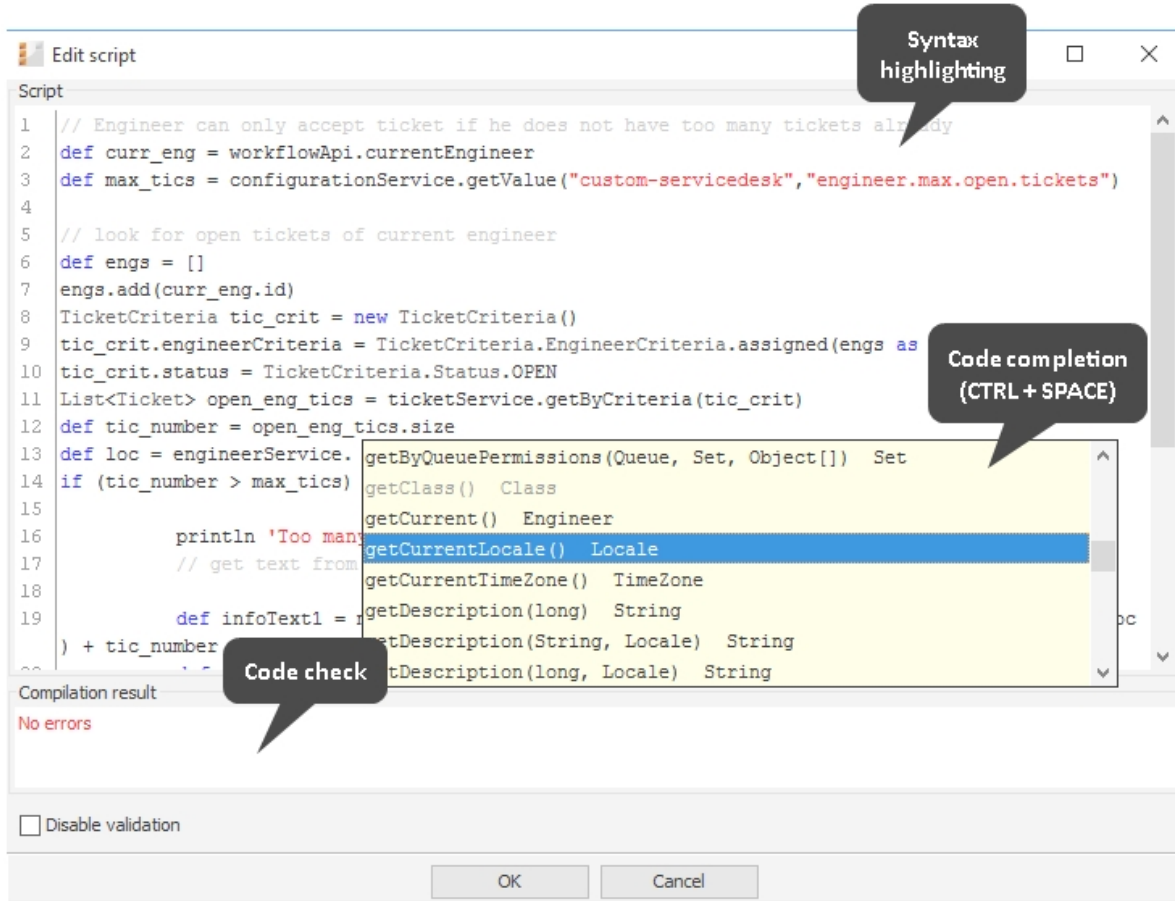 Edit script
Syntax
highlighting
Script
1 // Engineer can only accept ticket if he does not have too many tickets already
2 def curr_eng = workflowApi.currentEngineer
3 def max_tics = configurationService.getValue("custom-servicedesk","engineer.max.open.tickets")
4
5 // look for open tickets of current engineer
6 def engs = []
7 engs.add(curr_eng.id)
8 TicketCriteria tic_crit = new TicketCriteria()
9 tic_crit.engineerCriteria = TicketCriteria.EngineerCriteria.assigned(engs as
10 tic_crit.status = TicketCriteria.Status.OPEN
11 List<Ticket> open_eng_tics = ticketService.getByCriteria(tic_crit)
12 def tic_number = open_eng_tics.size
13 def loc = engineerService.
14 if (tic_number > max_tics)
15
16 println 'Too many
17 // get text from
18
19 def infoText1 =
) + tic_number
Code completion
(CTRL + SPACE)
getByQueuePermissions(Queue, Set, Object[]) Set
getClass() Class
getCurrent() Engineer
getCurrentLocale() Locale
getCurrentTimeZone() TimeZone
getDescription(long) String
etDescription(String, Locale) String
tDescription(long, Locale) String
Code check
Compilation result
No errors
Disable validation
OK
Cancel